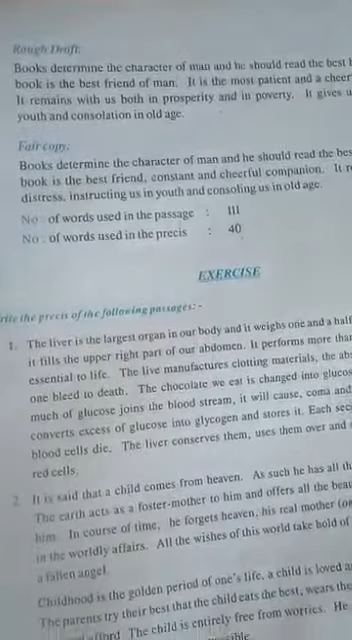 Rough Draft:
Books determine the character of man and he should read the best
book is the best friend of man. It is the most patient and a cheer
It remains with us both in prosperity and in poverty. It gives u
youth and consolation in old age.
Fair copy:
Books determine the character of man and he should read the bes
book is the best friend, constant and cheerful companion. It r
distress, instructing us in youth and consoling us in old age.
No. of words used in the passage : 111
No. of words used in the precis : 40
EXERCISE
rite the precis of the following passages: -
1. The liver is the largest organ in our body and it weighs one and a half
it fills the upper right part of our abdomen. It performs more than
essential to life. The live manufactures clotting materials, the abs
one bleed to death. The chocolate we eat is changed into glucos
much of glucose joins the blood stream, it will cause, coma and
converts excess of glucose into glycogen and stores it. Each sec
blood cells die. The liver conserves them, uses them over and
red cells.
2. It is said that a child comes from heaven. As such he has all th
The earth acts as a foster-mother to him and offers all the beau
him. In course of time, he forgets heaven, his real mother (or
in the worldly affairs. All the wishes of this world take hold of
a fallen angel.
Childhood is the golden period of one's life, a child is loved a
The parents try their best that the child eats the best, wears the
afford. The child is entirely free from worries. He